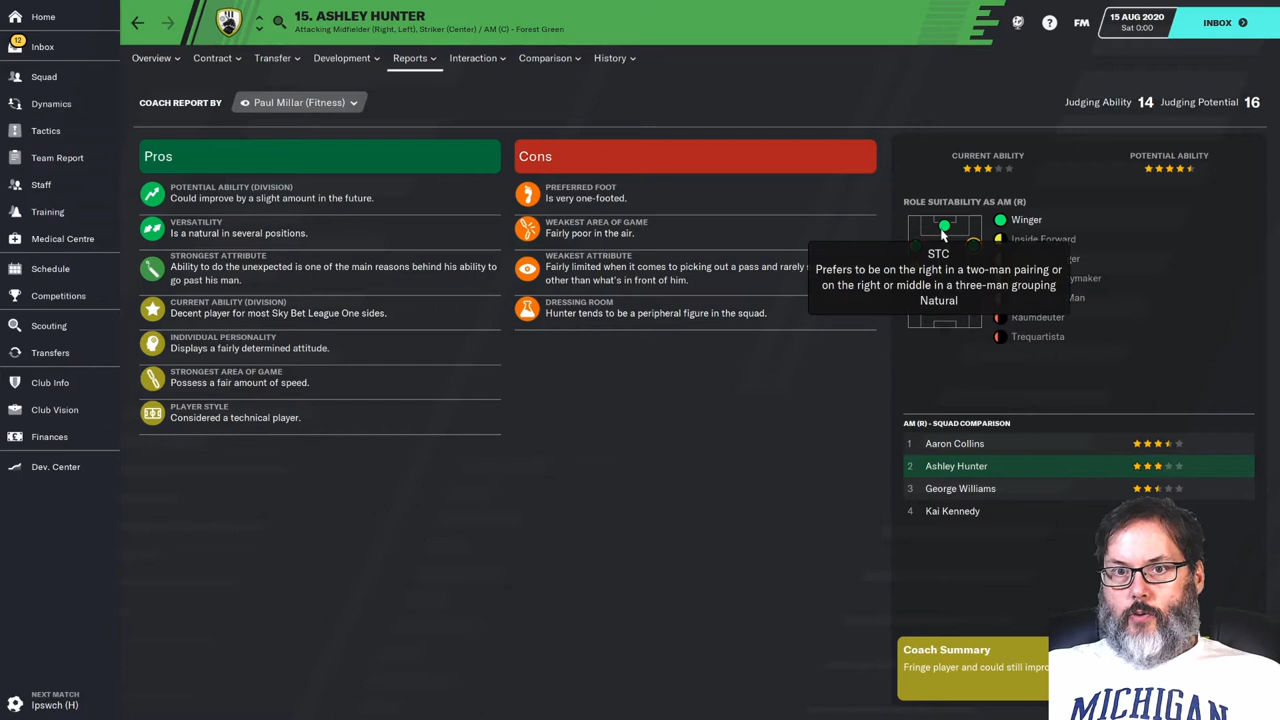 Home
15. ASHLEY HUNTER
Attacking Midfielder (Right, Left), Striker (Center) / AM (C) - Forest Green
FM
15 AUG 2020
Sat 0:00
INBOX
12
Inbox
Squad
Dynamics
Tactics
Team Report
Staff
Training
Medical Centre
Schedule
Competitions
Scouting
Transfers
Club Info
Club Vision
Finances
Dev. Center
NEXT MATCH
Ipswch (H)
Overview
Contract
Transfer
Development
Reports
Interaction
Comparison
History
COACH REPORT BY
Paul Millar (Fitness)
Judging Ability 14 Judging Potential 16
Pros
POTENTIAL ABILITY (DIVISION)
Could improve by a slight amount in the future.
VERSATILITY
Is a natural in several positions.
STRONGEST ATTRIBUTE
Ability to do the unexpected is one of the main reasons behind his ability to
go past his man.
CURRENT ABILITY (DIVISION)
Decent player for most Sky Bet League One sides.
INDIVIDUAL PERSONALITY
Displays a fairly determined attitude.
STRONGEST AREA OF GAME
Possess a fair amount of speed.
PLAYER STYLE
Considered a technical player.
Cons
PREFERRED FOOT
Is very one-footed.
WEAKEST AREA OF GAME
Fairly poor in the air.
WEAKEST ATTRIBUTE
Fairly limited when it comes to picking out a pass and rarely
other than what's in front of him.
DRESSING ROOM
Hunter tends to be a peripheral figure in the squad.
CURRENT ABILITY
POTENTIAL ABILITY
ROLE SUITABILITY AS AM (R)
Winger
Inside Forward
STC
Prefers to be on the right in a two-man pairing or
on the right or middle in a three-man grouping
Natural
Raumdeuter
Trequartista
AM (R) - SQUAD COMPARISON
1 Aaron Collins
2 Ashley Hunter
3 George Williams
4 Kai Kennedy
Coach Summary
Fringe player and could still
MICHIGAN